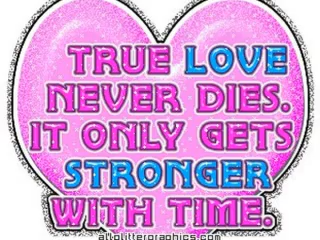 TRUE LOVE
NEVER DIES.
IT ONLY GETS
STRONGER
WITH TIME.
allglittergraphics.com